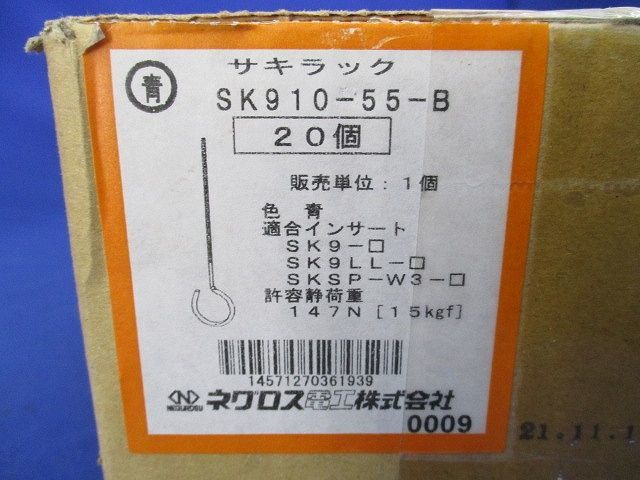 青
サキラック
SK910-55-B
20個
販売単位：1個
色 青
適合インサート
SK9-□
SK9LL-□
SKSP-W3-□
許容静荷重
147N [15kgf]
14571270361939
NEGUROSU ネグロス電工株式会社
0009
21.11.1